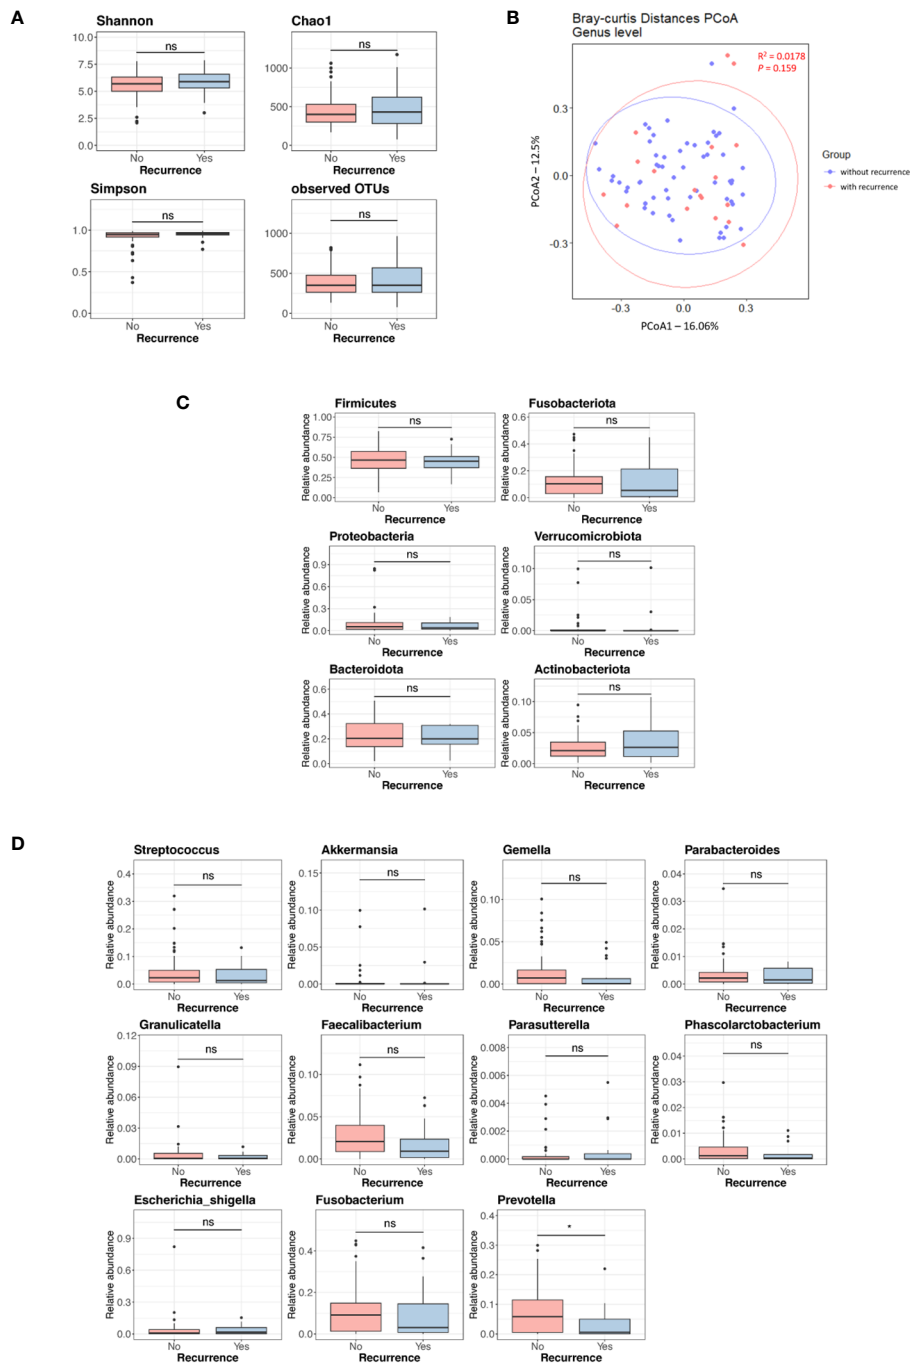 A
Shannon
10.0
7.5
5.0
2.5
0.0
ns
No Yes
Recurrence
Chao1
1000
500
0
ns
No Yes
Recurrence
Simpson
1.0
0.5
0.0
ns
No Yes
Recurrence
observed OTUs
1000
500
0
ns
No Yes
Recurrence
B
Bray-curtis Distances PCoA
Genus level
R² = 0.0178
P = 0.159
PCoA2 – 12.5%
0.3
0.0
-0.3
-0.3 0.0 0.3
PCoA1 – 16.06%
Group
without recurrence
with recurrence
C
Firmicutes
Relative abundance
1.00
0.75
0.50
0.25
0.00
ns
No Yes
Recurrence
Fusobacteriota
Relative abundance
0.6
0.4
0.2
0.0
ns
No Yes
Recurrence
Proteobacteria
Relative abundance
0.9
0.6
0.3
0.0
ns
No Yes
Recurrence
Verrucomicrobiota
Relative abundance
0.10
0.05
0.00
ns
No Yes
Recurrence
Bacteroidota
Relative abundance
0.6
0.4
0.2
0.0
ns
No Yes
Recurrence
Actinobacteriota
Relative abundance
0.10
0.05
0.00
ns
No Yes
Recurrence
D
Streptococcus
Relative abundance
0.4
0.3
0.2
0.1
0.0
ns
No Yes
Recurrence
Akkermansia
Relative abundance
0.15
0.10
0.05
0.00
ns
No Yes
Recurrence
Gemella
Relative abundance
0.10
0.05
0.00
ns
No Yes
Recurrence
Parabacteroides
Relative abundance
0.04
0.03
0.02
0.01
0.00
ns
No Yes
Recurrence
Granulicatella
Relative abundance
0.12
0.09
0.06
0.03
0.00
ns
No Yes
Recurrence
Faecalibacterium
Relative abundance
0.10
0.05
0.00
ns
No Yes
Recurrence
Parasutterella
Relative abundance
0.008
0.006
0.004
0.002
0.000
ns
No Yes
Recurrence
Phascolarctobacterium
Relative abundance
0.04
0.03
0.02
0.01
0.00
ns
No Yes
Recurrence
Escherichia_shigella
Relative abundance
0.9
0.6
0.3
0.0
ns
No Yes
Recurrence
Fusobacterium
Relative abundance
0.4
0.2
0.0
ns
No Yes
Recurrence
Prevotella
Relative abundance
0.4
0.3
0.2
0.1
0.0
*
No Yes
Recurrence